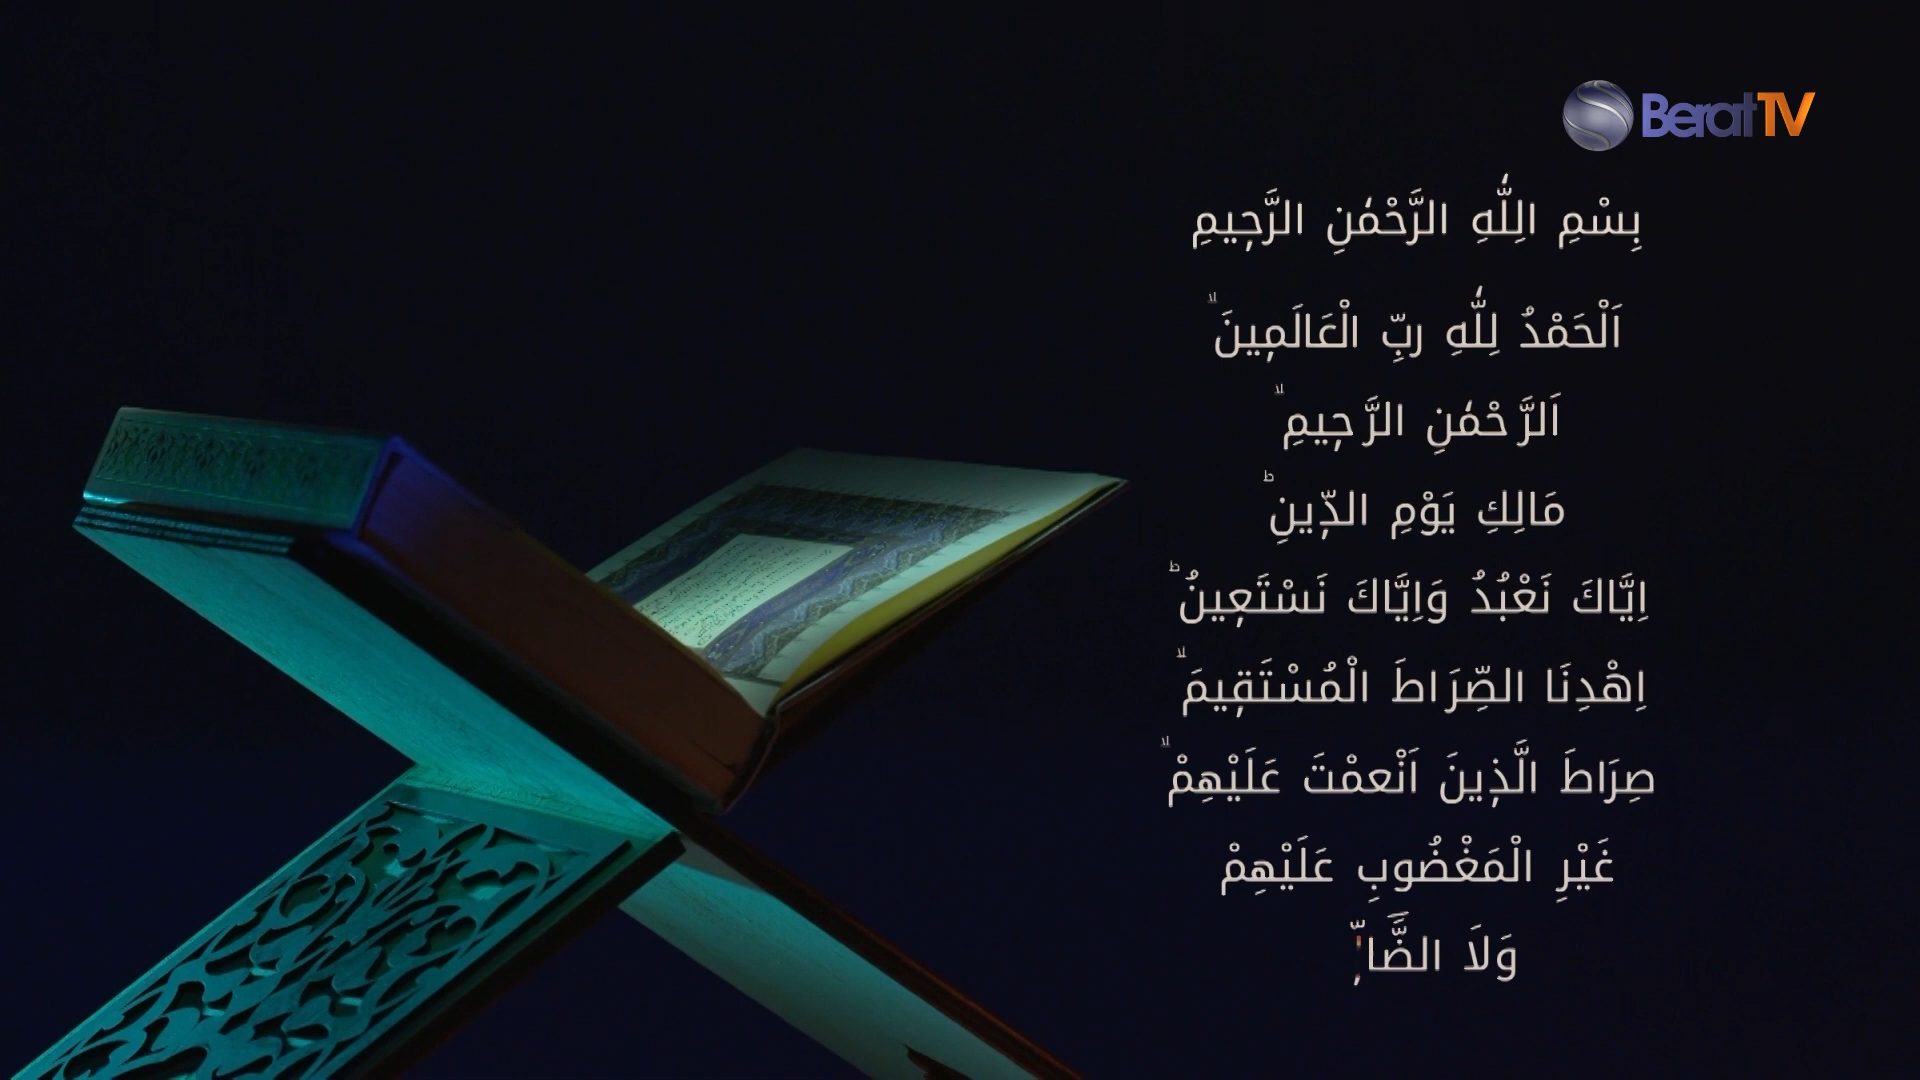 BeratTV
بِسْمِ اللِّٰهِ الرَّحْمٰنِ الرَّحٖيمِ
اَلْحَمْدُ لِلّٰهِ ربِّ الْعَالَمٖينَۙ
اَلرَّحْمٰنِ الرَّحٖيمِۙ
مَالِكِ يَوْمِ الدّٖينِؕ
اِيَّاكَ نَعْبُدُ وَاِيَّاكَ نَسْتَعٖينُؕ
اِهْدِنَا الصِّرَاطَ الْمُسْتَقٖيمَۙ
صِرَاطَ الَّذٖينَ اَنْعمْتَ عَلَيْهِمْۙ
غَيْرِ الْمَغْضُوبِ عَلَيْهِمْ
وَلاَ